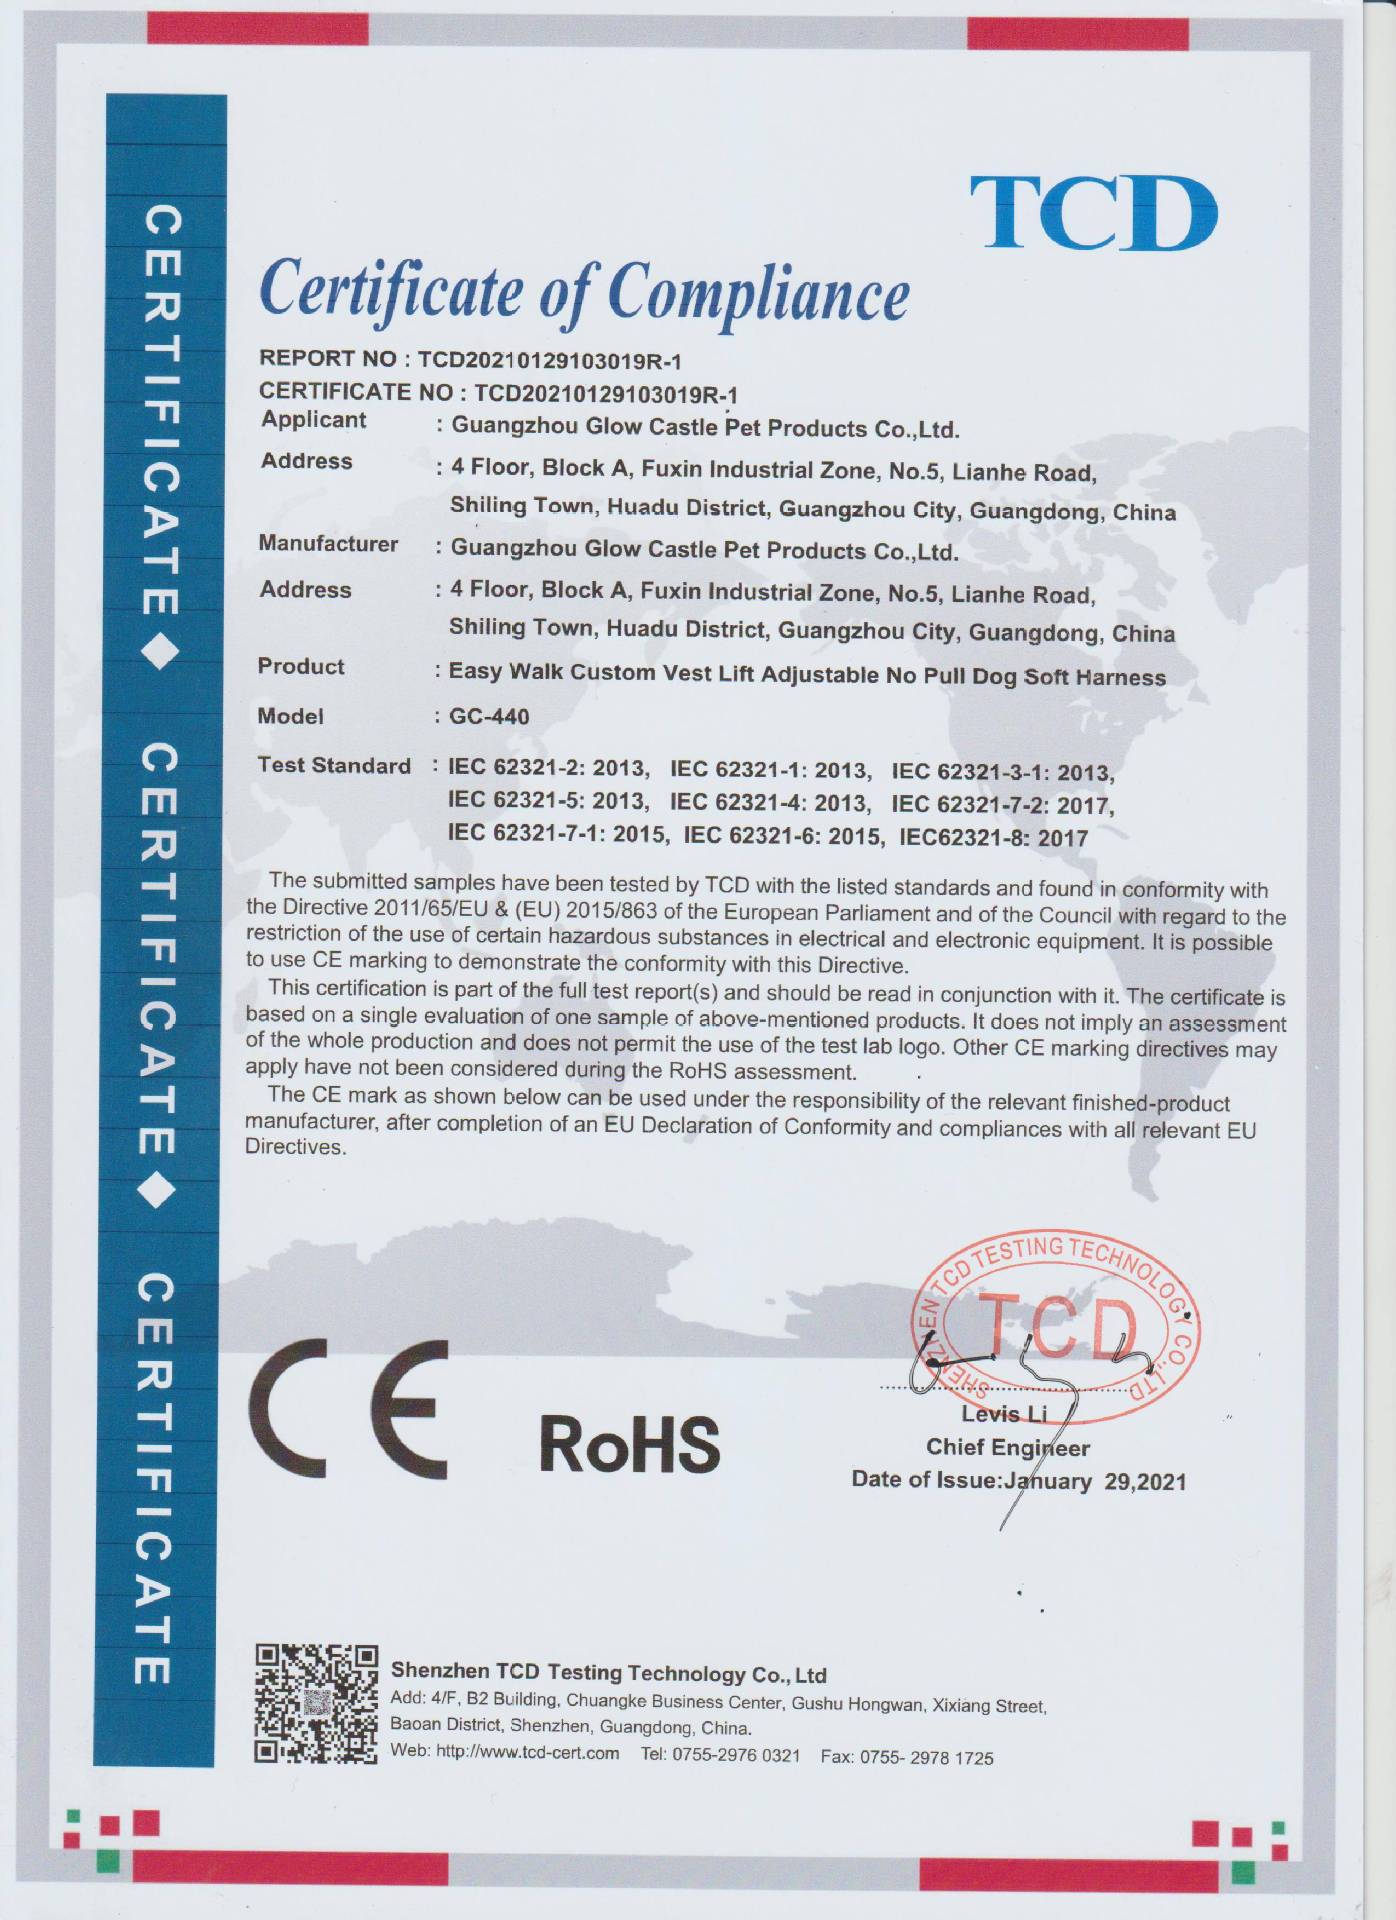 CERTIFICATE◆ CERTIFICATE◆ CERTIFICATE
TCD
Certificate of Compliance
REPORT NO : TCD20210129103019R-1
CERTIFICATE NO : TCD20210129103019R-1
Applicant : Guangzhou Glow Castle Pet Products Co.,Ltd.
Address : 4 Floor, Block A, Fuxin Industrial Zone, No.5, Lianhe Road,
Shiling Town, Huadu District, Guangzhou City, Guangdong, China
Manufacturer : Guangzhou Glow Castle Pet Products Co.,Ltd.
Address : 4 Floor, Block A, Fuxin Industrial Zone, No.5, Lianhe Road,
Shiling Town, Huadu District, Guangzhou City, Guangdong, China
Product : Easy Walk Custom Vest Lift Adjustable No Pull Dog Soft Harness
Model : GC-440
Test Standard : IEC 62321-2: 2013, IEC 62321-1: 2013, IEC 62321-3-1: 2013,
IEC 62321-5: 2013, IEC 62321-4: 2013, IEC 62321-7-2: 2017,
IEC 62321-7-1: 2015, IEC 62321-6: 2015, IEC62321-8: 2017
The submitted samples have been tested by TCD with the listed standards and found in conformity with
the Directive 2011/65/EU & (EU) 2015/863 of the European Parliament and of the Council with regard to the
restriction of the use of certain hazardous substances in electrical and electronic equipment. It is possible
to use CE marking to demonstrate the conformity with this Directive.
This certification is part of the full test report(s) and should be read in conjunction with it. The certificate is
based on a single evaluation of one sample of above-mentioned products. It does not imply an assessment
of the whole production and does not permit the use of the test lab logo. Other CE marking directives may
apply have not been considered during the RoHS assessment.
The CE mark as shown below can be used under the responsibility of the relevant finished-product
manufacturer, after completion of an EU Declaration of Conformity and compliances with all relevant EU
Directives.
SHENZHEN TCD TESTING TECHNOLOGY CO.,LTD
TCD
CE
RoHS
Levis Li
Chief Engineer
Date of Issue:January 29,2021
Shenzhen TCD Testing Technology Co., Ltd
Add: 4/F, B2 Building, Chuangke Business Center, Gushu Hongwan, Xixiang Street,
Baoan District, Shenzhen, Guangdong, China.
Web: http://www.tcd-cert.com Tel: 0755-2976 0321 Fax: 0755- 2978 1725